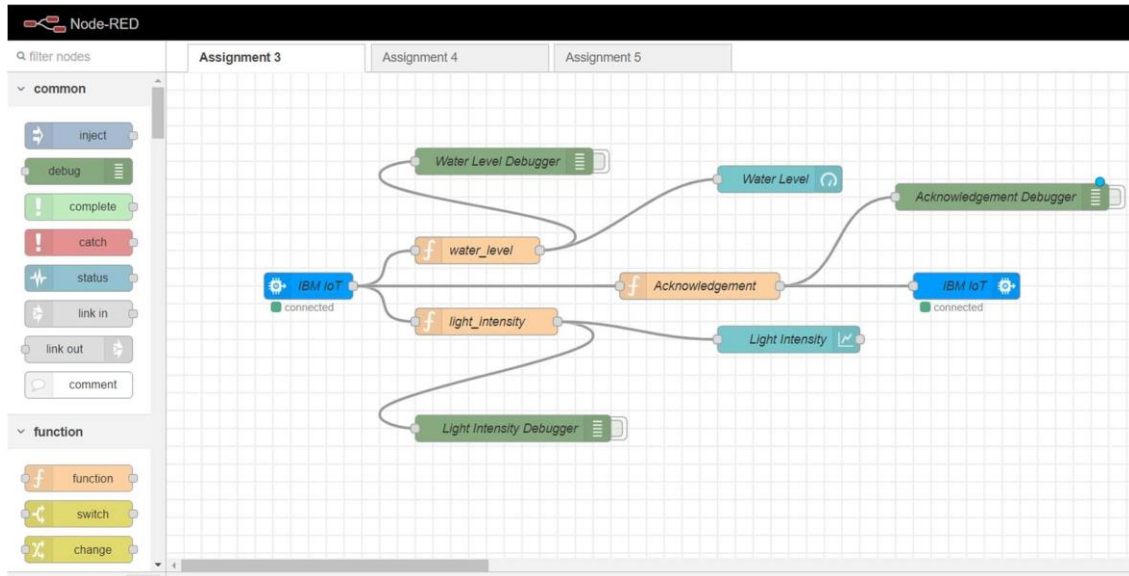 Node-RED
filter nodes
Assignment 3
Assignment 4
Assignment 5
common
inject
debug
complete
catch
status
link in
link out
comment
function
function
switch
change
Water Level Debugger
Water Level
Acknowledgement Debugger
water_level
IBM IoT
connected
Acknowledgement
IBM IoT
connected
light_intensity
Light Intensity
Light Intensity Debugger